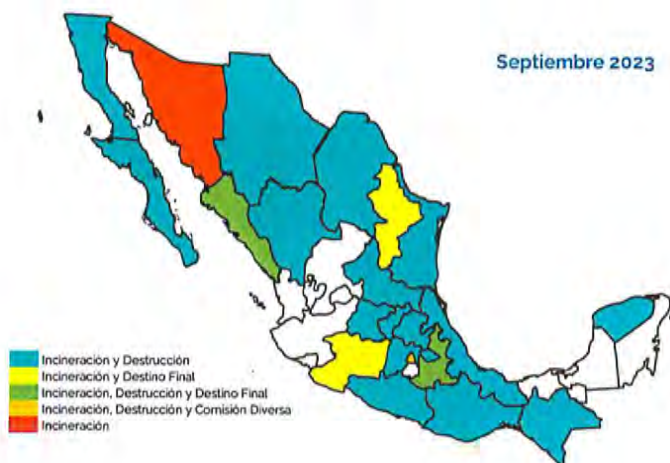 Septiembre 2023
Incineración y Destrucción
Incineración y Destino Final
Incineración, Destrucción y Destino Final
Incineración, Destrucción y Comisión Diversa
Incineración